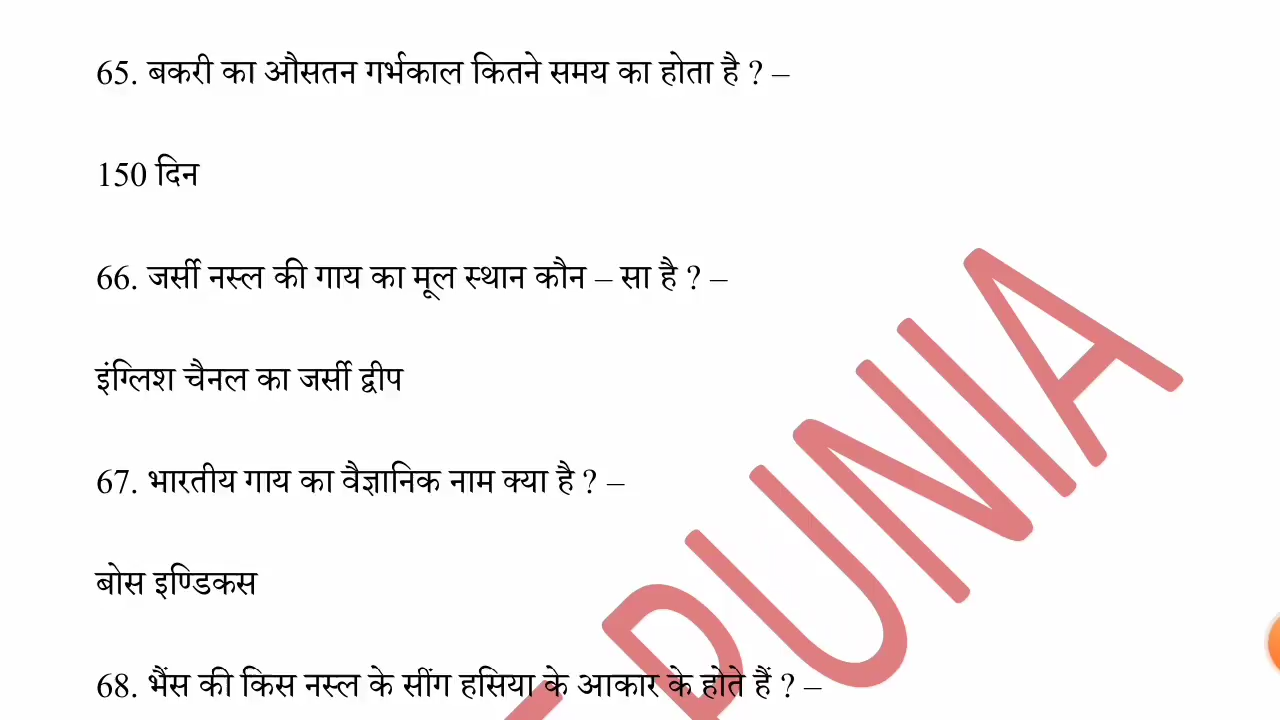 65. बकरी का औसतन गर्भकाल कितने समय का होता है ? –
150 दिन
66. जर्सी नस्ल की गाय का मूल स्थान कौन – सा है ? –
इंग्लिश चैनल का जर्सी द्वीप
67. भारतीय गाय का वैज्ञानिक नाम क्या है ? –
बोस इण्डिकस
68. भैंस की किस नस्ल के सींग हसिया के आकार के होते हैं ? –
PUNIA